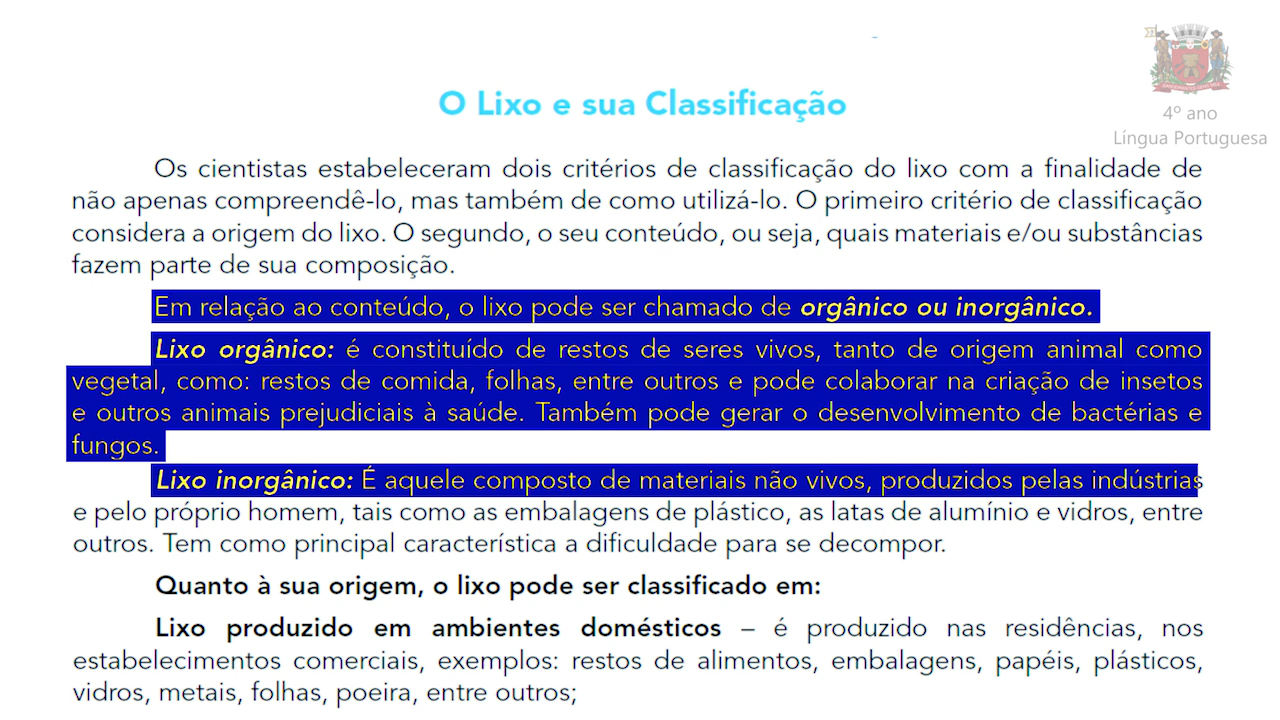 4º ano
Língua Portuguesa
O Lixo e sua Classificação
Os cientistas estabeleceram dois critérios de classificação do lixo com a finalidade de
não apenas compreendê-lo, mas também de como utilizá-lo. O primeiro critério de classificação
considera a origem do lixo. O segundo, o seu conteúdo, ou seja, quais materiais e/ou substâncias
fazem parte de sua composição.
Em relação ao conteúdo, o lixo pode ser chamado de orgânico ou inorgânico.
Lixo orgânico: é constituído de restos de seres vivos, tanto de origem animal como
vegetal, como: restos de comida, folhas, entre outros e pode colaborar na criação de insetos
e outros animais prejudiciais à saúde. Também pode gerar o desenvolvimento de bactérias e
fungos.
Lixo inorgânico: É aquele composto de materiais não vivos, produzidos pelas indústrias
e pelo próprio homem, tais como as embalagens de plástico, as latas de alumínio e vidros, entre
outros. Tem como principal característica a dificuldade para se decompor.
Quanto à sua origem, o lixo pode ser classificado em:
Lixo produzido em ambientes domésticos – é produzido nas residências, nos
estabelecimentos comerciais, exemplos: restos de alimentos, embalagens, papéis, plásticos,
vidros, metais, folhas, poeira, entre outros;